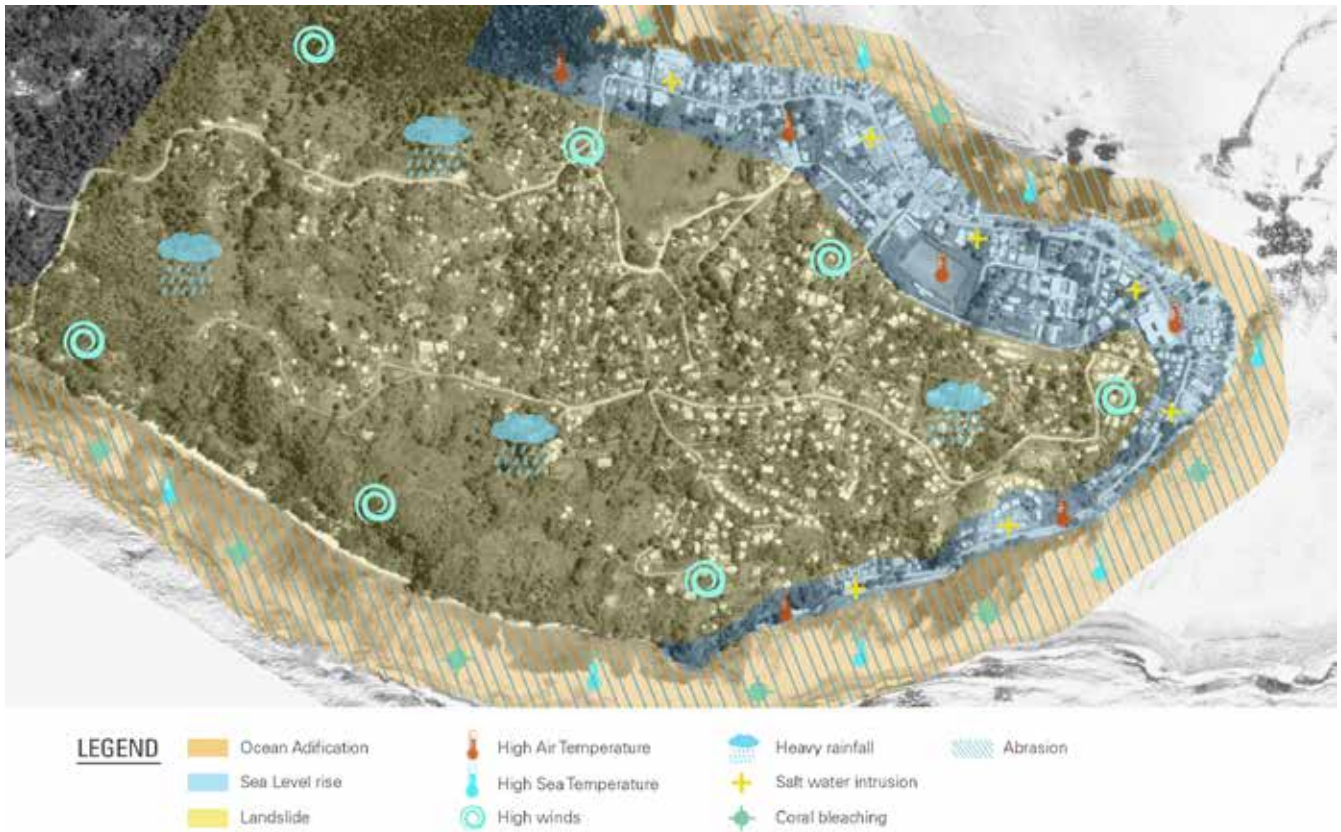 LEGEND
Ocean Adification
Sea Level rise
Landslide
High Air Temperature
High Sea Temperature
High winds
Heavy rainfall
Salt water intrusion
Coral bleaching
Abrasion